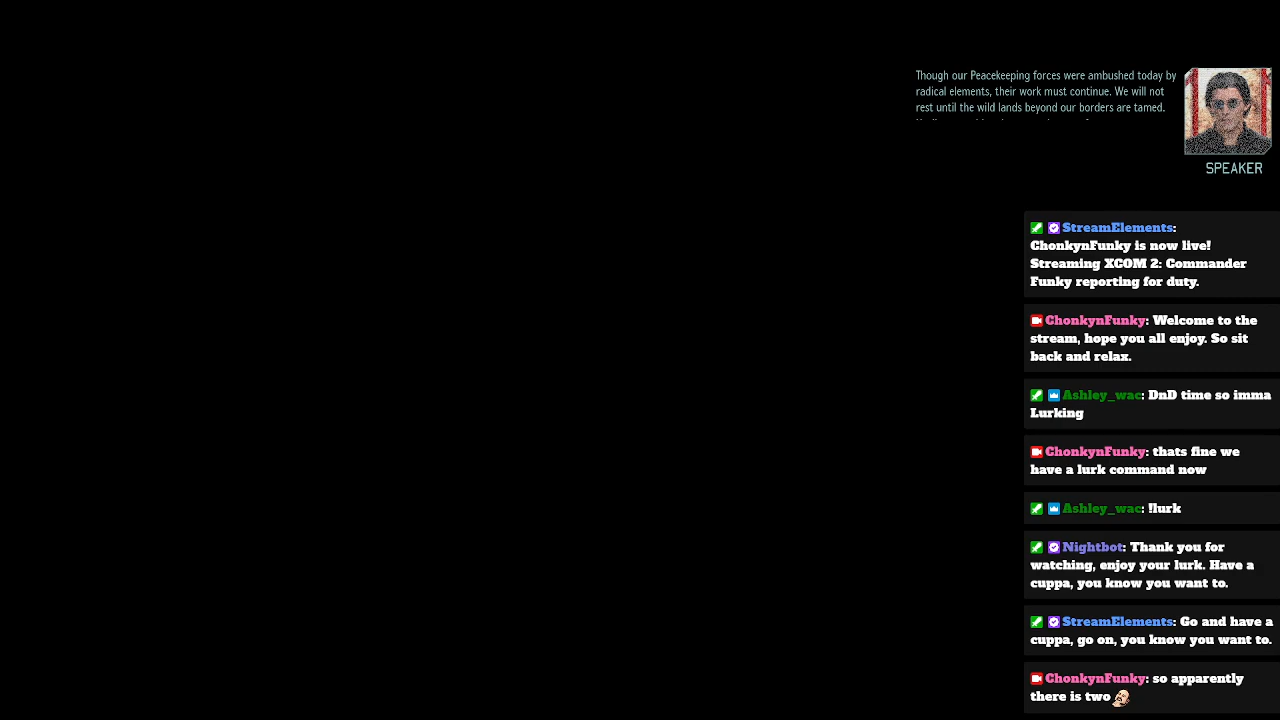 Though our Peacekeeping forces were ambushed today by
radical elements, their work must continue. We will not
rest until the wild lands beyond our borders are tamed.
SPEAKER
StreamElements:
ChonkynFunky is now live!
Streaming XCOM 2: Commander
Funky reporting for duty.
ChonkynFunky: Welcome to the
stream, hope you all enjoy. So sit
back and relax.
Ashley_wac: DnD time so imma
Lurking
ChonkynFunky: thats fine we
have a lurk command now
Ashley_wac: !lurk
Nightbot: Thank you for
watching, enjoy your lurk. Have a
cuppa, you know you want to.
StreamElements: Go and have a
cuppa, go on, you know you want to.
ChonkynFunky: so apparently
there is two